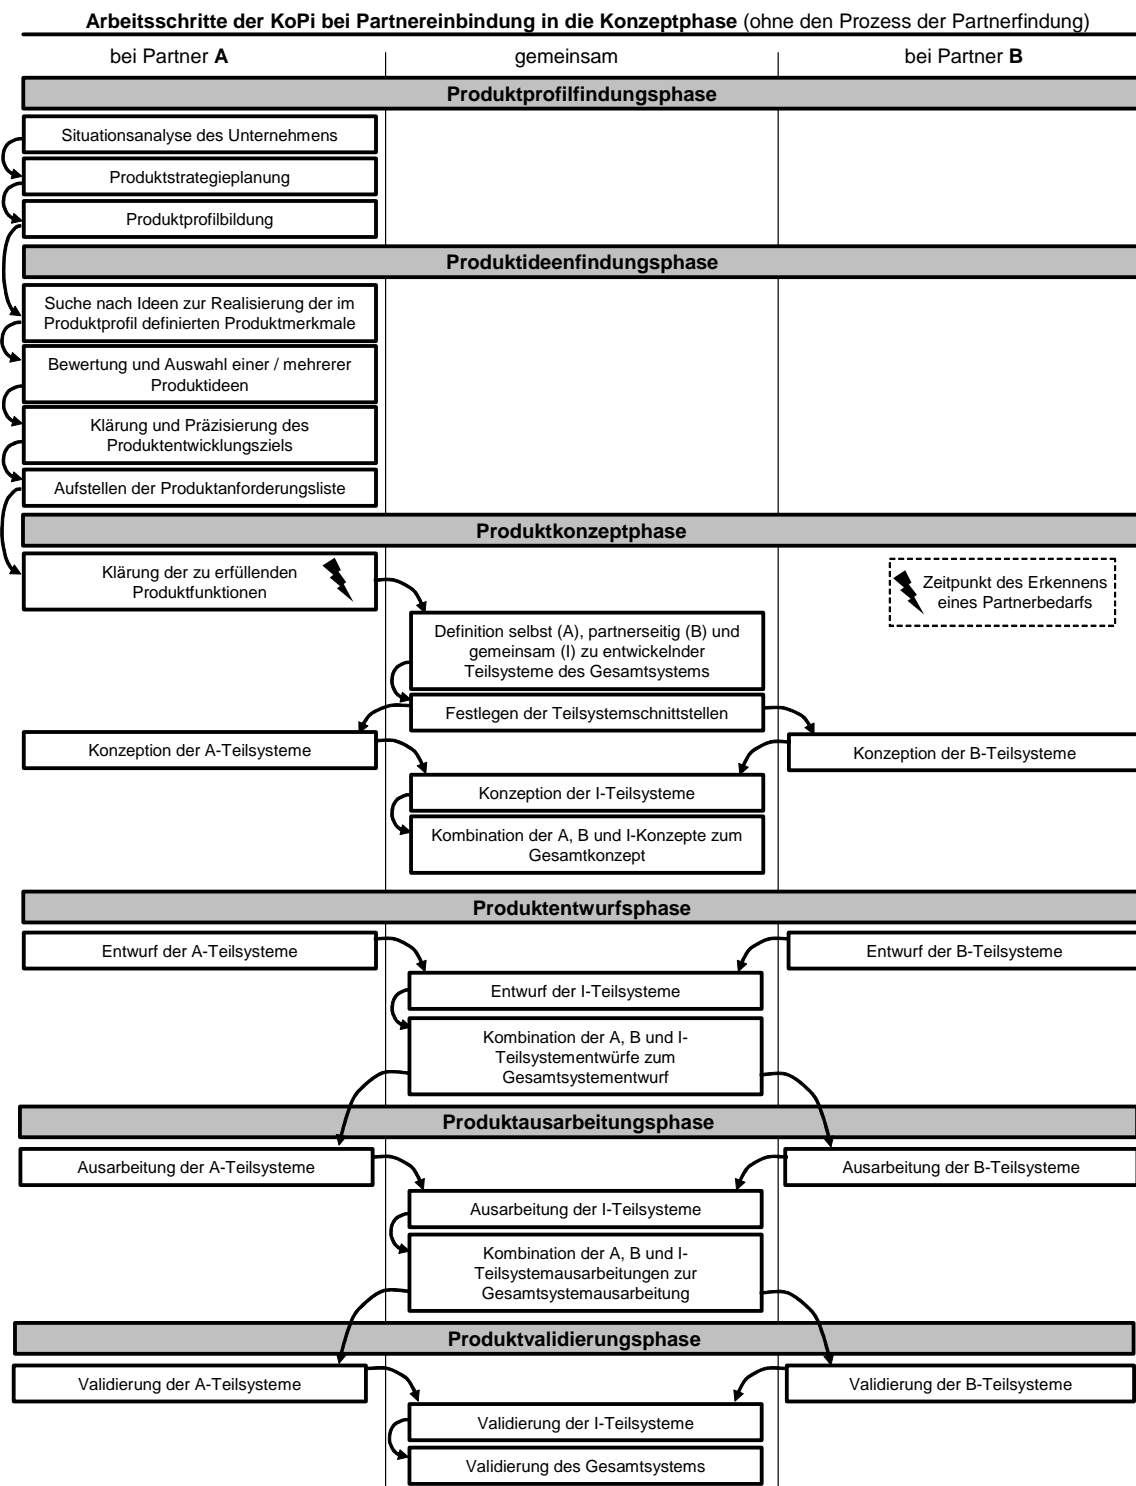 Arbeitsschritte der KoPi bei Partnereinbindung in die Konzeptphase (ohne den Prozess der Partnerfindung)
bei Partner A
gemeinsam
bei Partner B
Produktprofilfindungsphase
Situationsanalyse des Unternehmens
Produktstrategieplanung
Produktprofilbildung
Produktideenfindungsphase
Suche nach Ideen zur Realisierung der im
Produktprofil definierten Produktmerkmale
Bewertung und Auswahl einer / mehrerer
Produktideen
Klärung und Präzisierung des
Produktentwicklungsziels
Aufstellen der Produktanforderungsliste
Produktkonzeptphase
Klärung der zu erfüllenden
Produktfunktionen
Zeitpunkt des Erkennens
eines Partnerbedarfs
Definition selbst (A), partnerseitig (B) und
gemeinsam (I) zu entwickelnder
Teilsysteme des Gesamtsystems
Festlegen der Teilsystemschnittstellen
Konzeption der A-Teilsysteme
Konzeption der B-Teilsysteme
Konzeption der I-Teilsysteme
Kombination der A, B und I-Konzepte zum
Gesamtkonzept
Produktentwurfsphase
Entwurf der A-Teilsysteme
Entwurf der B-Teilsysteme
Entwurf der I-Teilsysteme
Kombination der A, B und I-
Teilsystementwürfe zum
Gesamtsystementwurf
Produktausarbeitungsphase
Ausarbeitung der A-Teilsysteme
Ausarbeitung der B-Teilsysteme
Ausarbeitung der I-Teilsysteme
Kombination der A, B und I-
Teilsystemausarbeitungen zur
Gesamtsystemausarbeitung
Produktvalidierungsphase
Validierung der A-Teilsysteme
Validierung der B-Teilsysteme
Validierung der I-Teilsysteme
Validierung des Gesamtsystems